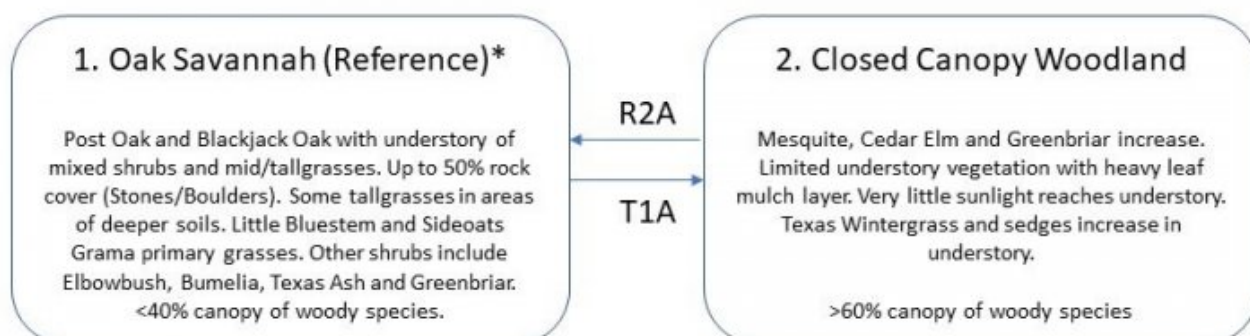 1. Oak Savannah (Reference)*
Post Oak and Blackjack Oak with understory of
mixed shrubs and mid/tallgrasses. Up to 50% rock
cover (Stones/Boulders). Some tallgrasses in areas
of deeper soils. Little Bluestem and Sideoats
Grama primary grasses. Other shrubs include
Elbowbush, Bumelia, Texas Ash and Greenbriar.
<40% canopy of woody species.
R2A
T1A
2. Closed Canopy Woodland
Mesquite, Cedar Elm and Greenbriar increase.
Limited understory vegetation with heavy leaf
mulch layer. Very little sunlight reaches understory.
Texas Wintergrass and sedges increase in
understory.
>60% canopy of woody species